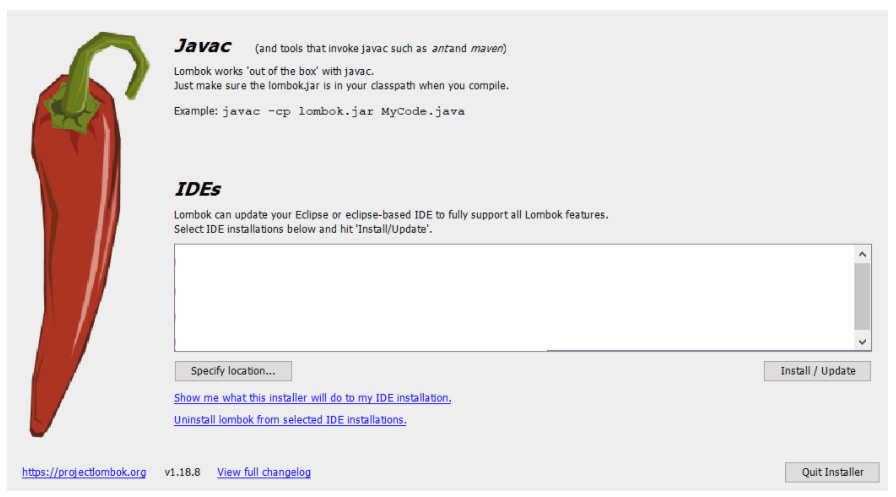 Javac (and tools that invoke javac such as antand maven)
Lombok works 'out of the box' with javac.
Just make sure the lombok.jar is in your classpath when you compile.
Example: javac -cp lombok.jar MyCode.java
IDEs
Lombok can update your Eclipse or eclipse-based IDE to fully support all Lombok features.
Select IDE installations below and hit 'Install/Update'.
Specify location... Install / Update
Show me what this installer will do to my IDE installation.
Uninstall lombok from selected IDE installations.
https://projectlombok.org v1.18.8 View full changelog Quit Installer